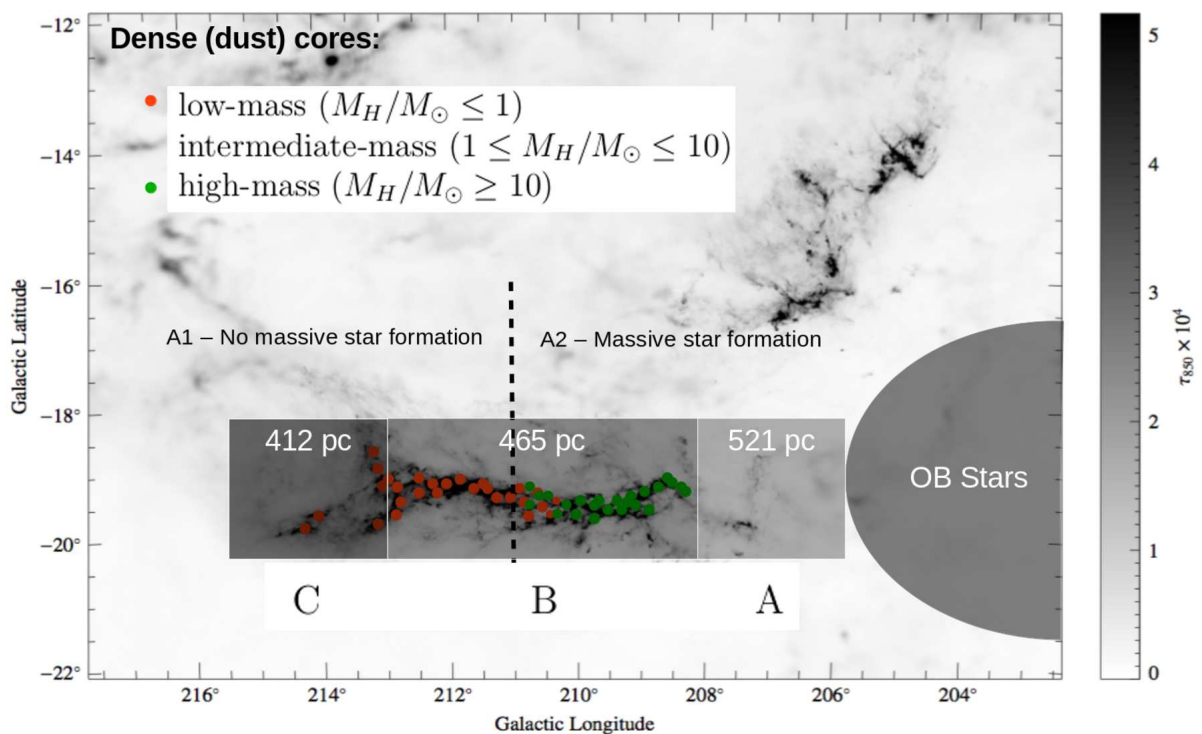 Dense (dust) cores:
low-mass (M_H/M_⊙ ≤ 1)
intermediate-mass (1 ≤ M_H/M_⊙ ≤ 10)
high-mass (M_H/M_⊙ ≥ 10)
A1 – No massive star formation
A2 – Massive star formation
412 pc
465 pc
521 pc
OB Stars
C
B
A
−12°
−14°
−16°
−18°
−20°
−22°
Galactic Latitude
216°
214°
212°
210°
208°
206°
204°
Galactic Longitude
5
4
3
2
1
0
τ₈₅₀ × 10⁴